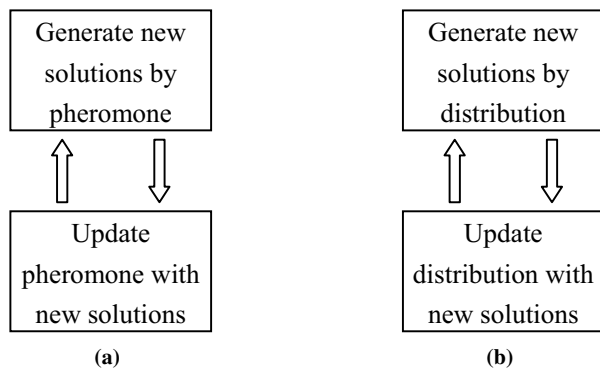 Generate new
solutions by
pheromone
Update
pheromone with
new solutions
(a)
Generate new
solutions by
distribution
Update
distribution with
new solutions
(b)